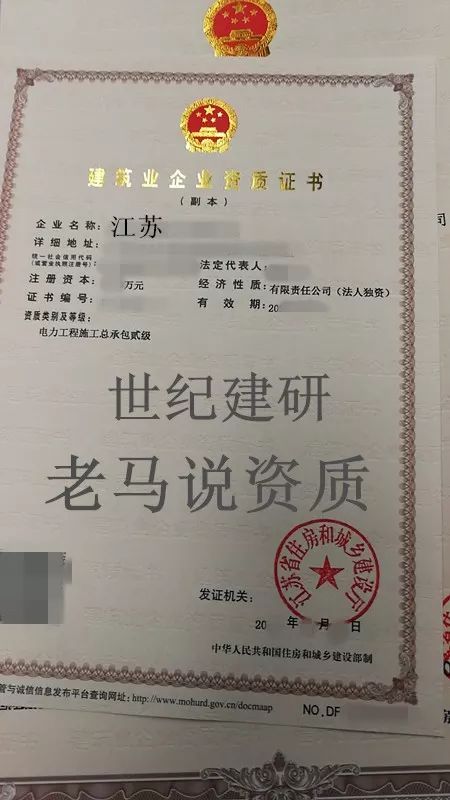 建筑业企业资质证书
(副本)
企业名称: 江苏
详细地址:
统一社会信用代码
(或营业执照注册号):
法定代表人:
注册资本: 万元
经济性质: 有限责任公司(法人独资)
证书编号:
有效期: 20
资质类别及等级:
电力工程施工总承包贰级
世纪建研
老马说资质
江苏省住房和城乡建设厅
发证机关:
20 年 月 日
中华人民共和国住房和城乡建设部制
管与诚信信息发布平台查询网址: http://www.mohurd.gov.cn/docmaap
NO.DF
司